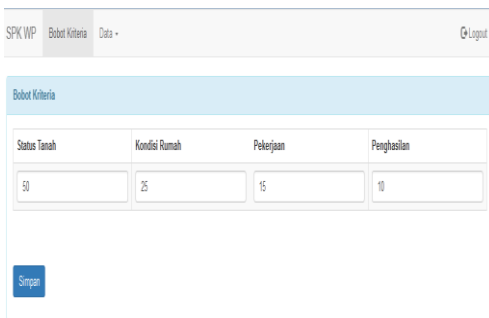 SPK WP Bobot Kriteria Data Logout
Bobot Kriteria
Status Tanah Kondisi Rumah Pekerjaan Penghasilan
50 25 15 10
Simpan